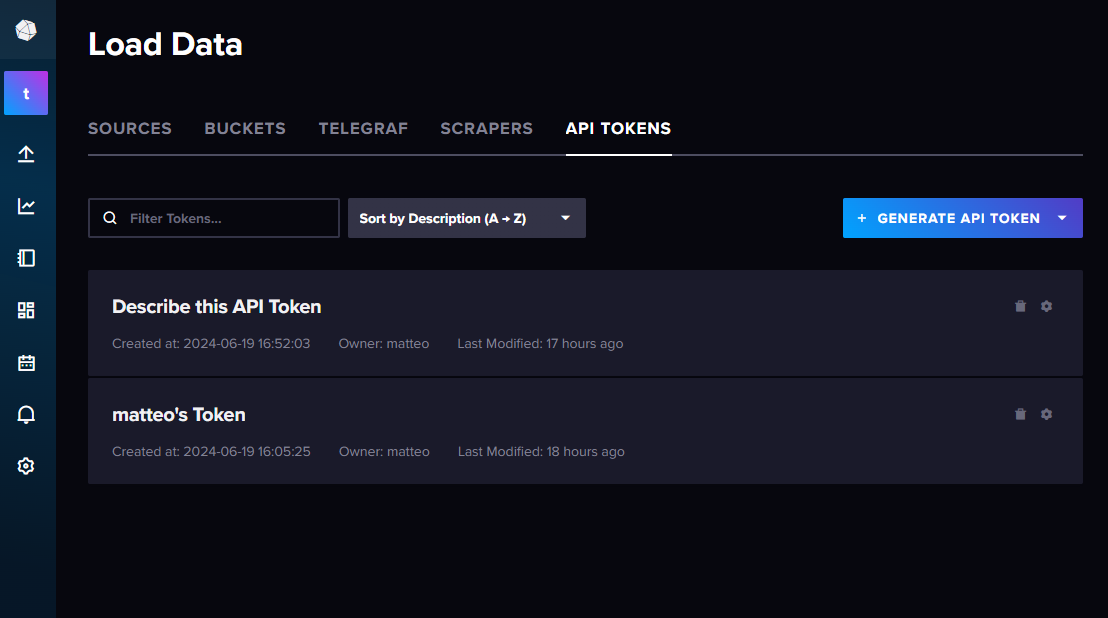 Load Data
t
SOURCES BUCKETS TELEGRAF SCRAPERS API TOKENS
Filter Tokens... Sort by Description (A → Z) + GENERATE API TOKEN
Describe this API Token
Created at: 2024-06-19 16:52:03 Owner: matteo Last Modified: 17 hours ago
matteo's Token
Created at: 2024-06-19 16:05:25 Owner: matteo Last Modified: 18 hours ago